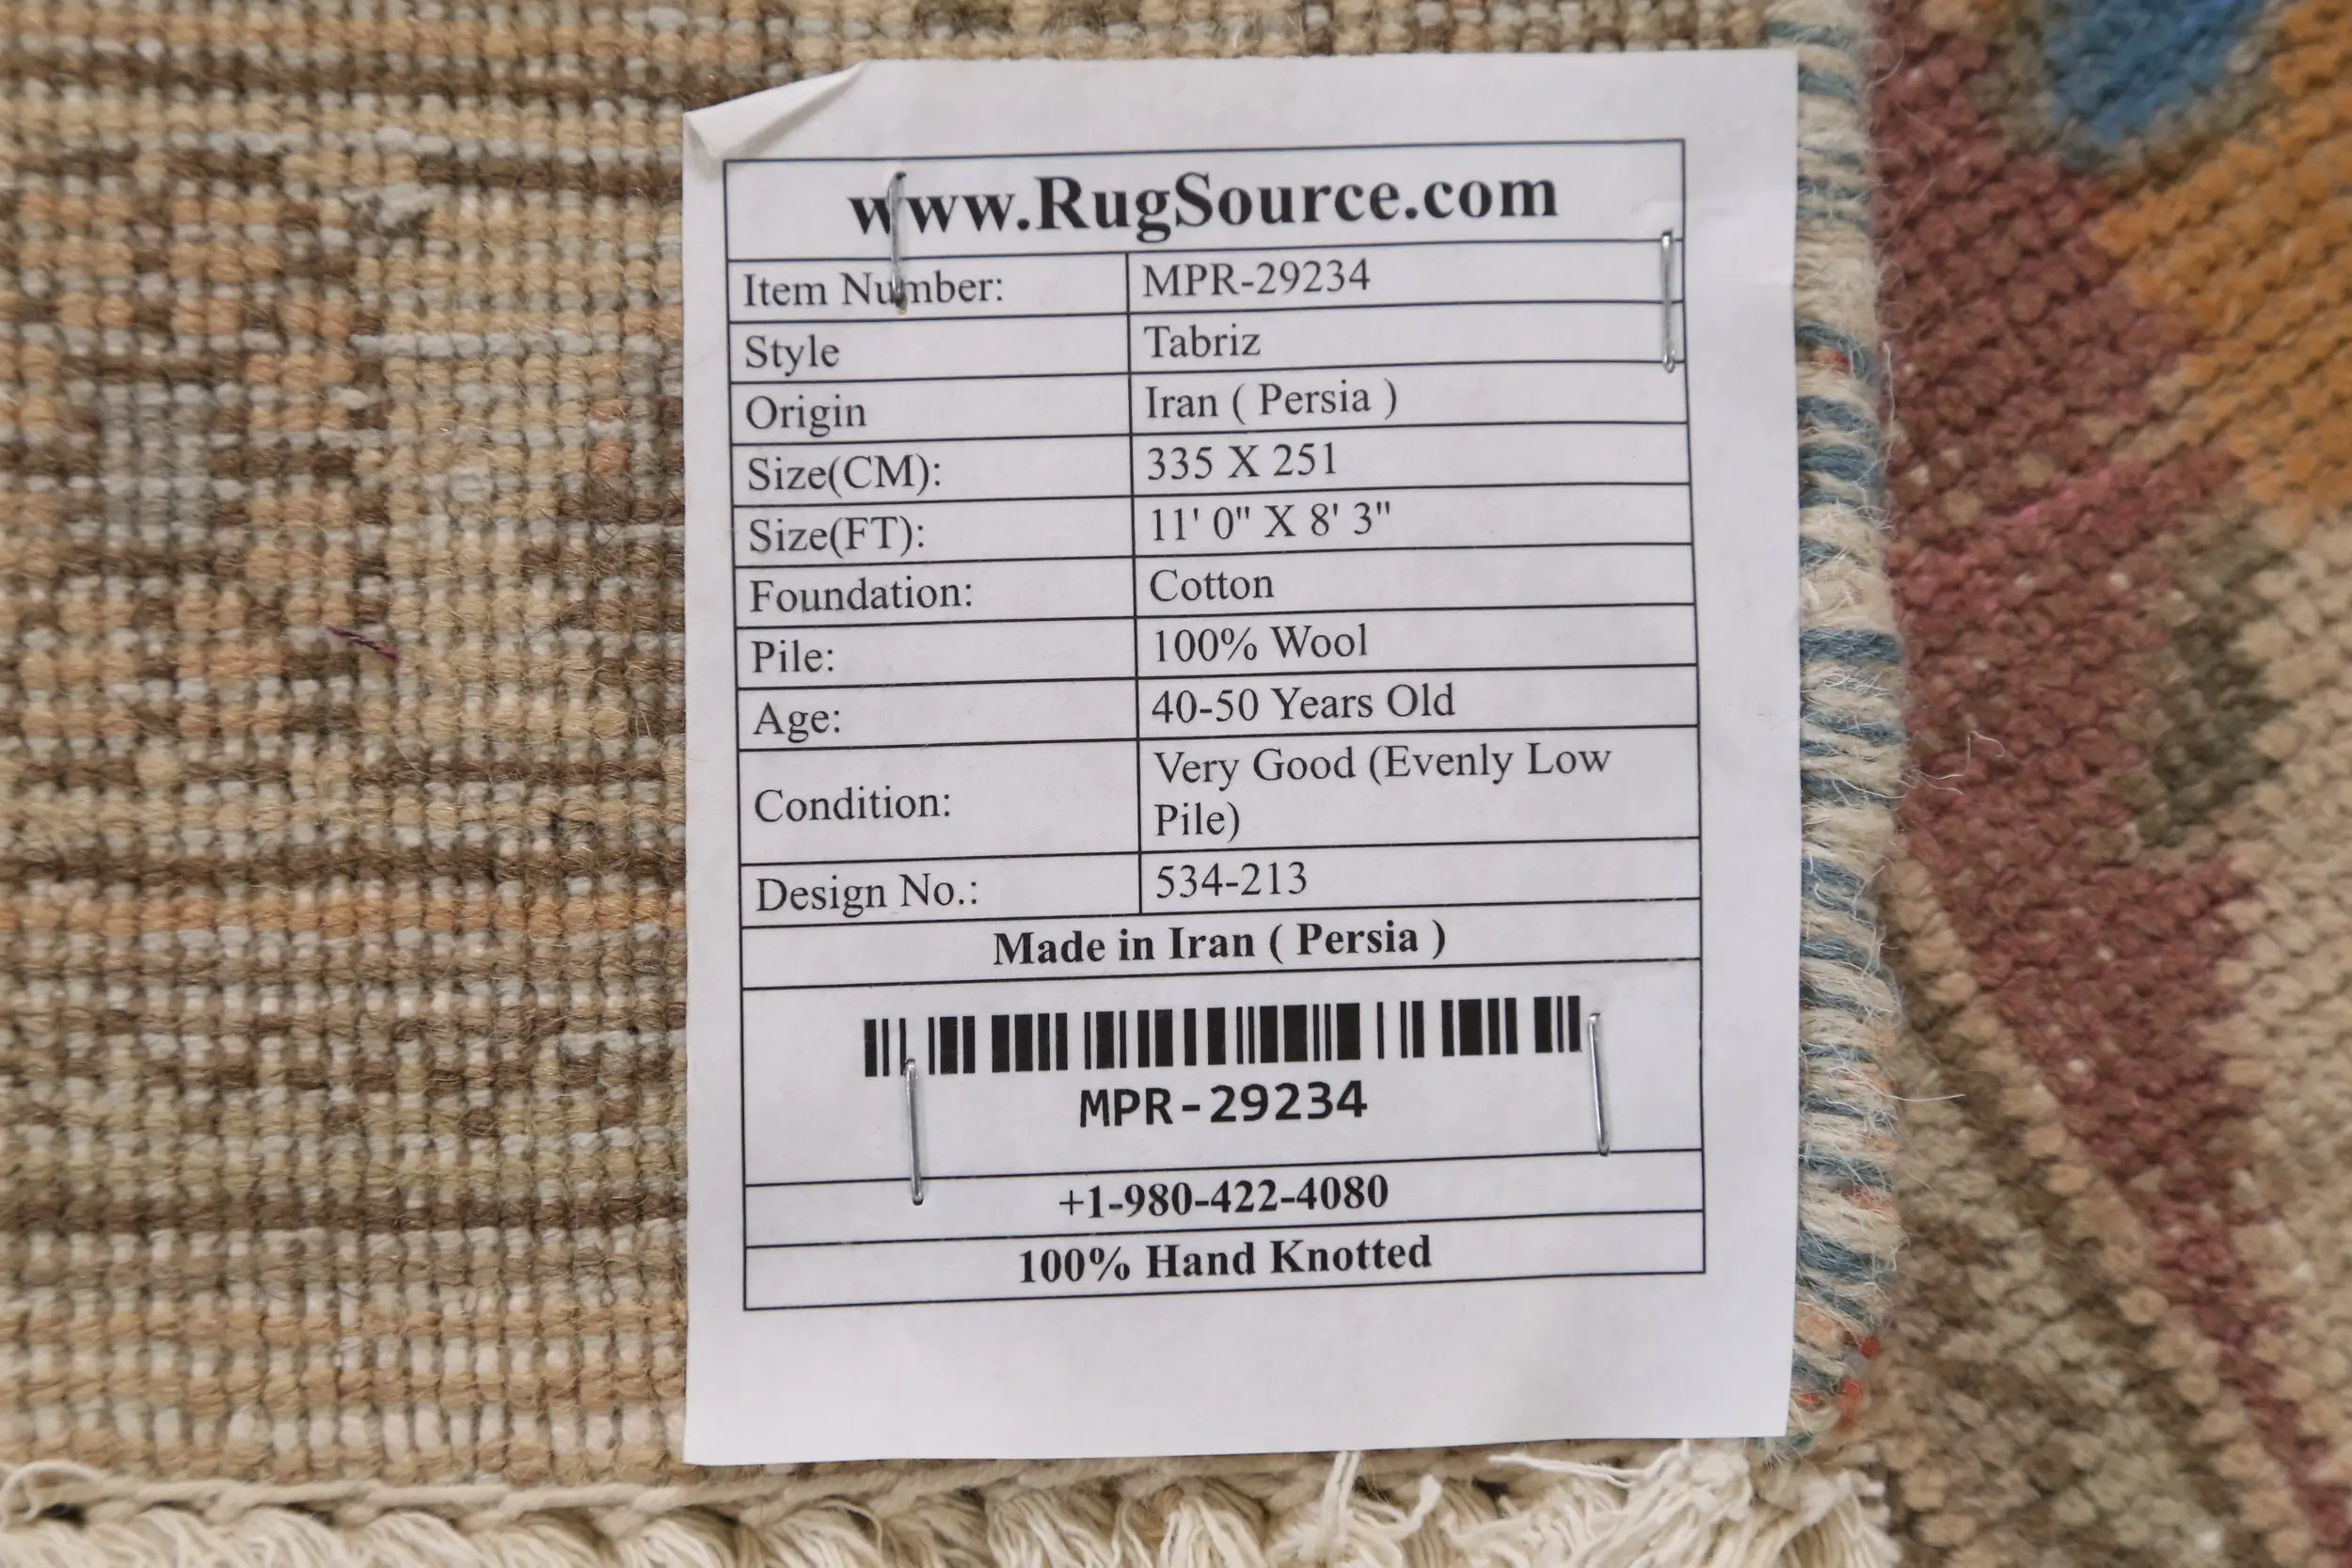 www.RugSource.com
Item Number: MPR-29234
Style Tabriz
Origin Iran ( Persia )
Size(CM): 335 X 251
Size(FT): 11' 0" X 8' 3"
Foundation: Cotton
Pile: 100% Wool
Age: 40-50 Years Old
Condition: Very Good (Evenly Low
Pile)
Design No.: 534-213
Made in Iran ( Persia )
MPR-29234
+1-980-422-4080
100% Hand Knotted